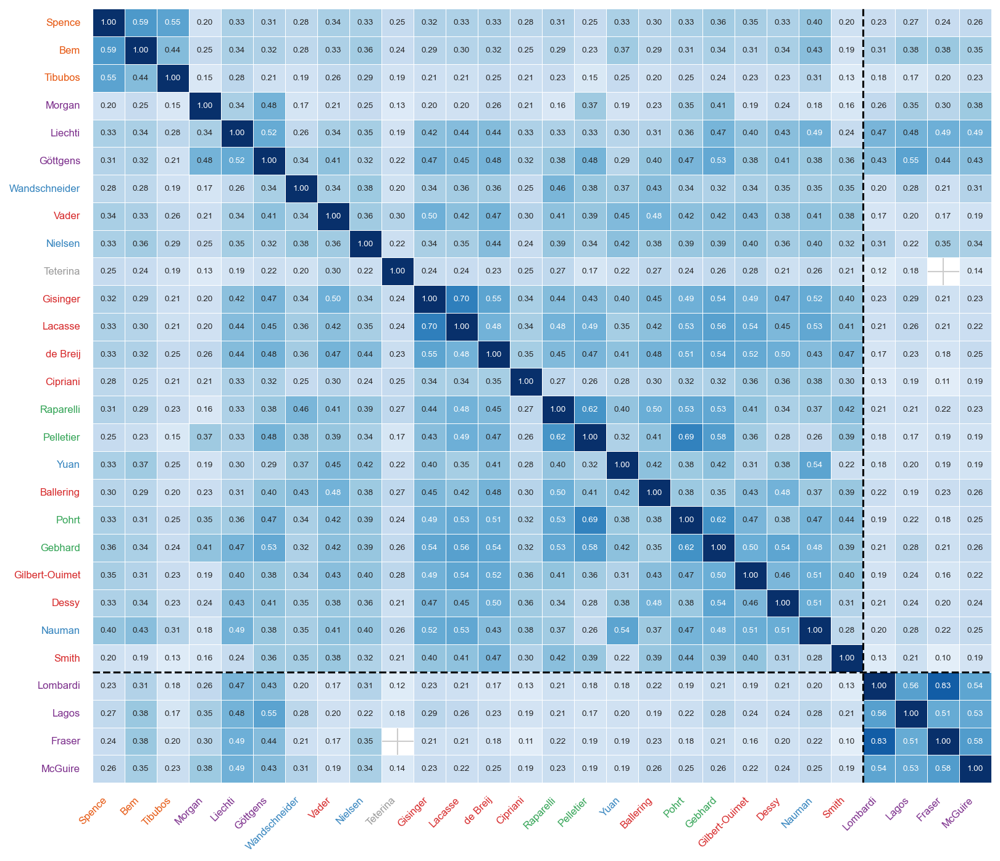 Spence 1.00 0.59 0.55 0.20 0.33 0.31 0.28 0.34 0.33 0.25 0.32 0.33 0.33 0.28 0.31 0.25 0.33 0.30 0.33 0.36 0.35 0.33 0.40 0.20 0.23 0.27 0.24 0.26
Bem 0.59 1.00 0.44 0.25 0.34 0.32 0.28 0.33 0.36 0.24 0.29 0.30 0.32 0.25 0.29 0.23 0.37 0.29 0.31 0.34 0.31 0.34 0.43 0.19 0.31 0.38 0.38 0.35
Tibubos 0.55 0.44 1.00 0.15 0.28 0.21 0.19 0.26 0.29 0.19 0.21 0.21 0.25 0.21 0.23 0.15 0.25 0.20 0.25 0.24 0.23 0.23 0.31 0.13 0.18 0.17 0.20 0.23
Morgan 0.20 0.25 0.15 1.00 0.34 0.48 0.17 0.21 0.25 0.13 0.20 0.20 0.26 0.21 0.16 0.37 0.19 0.23 0.35 0.41 0.19 0.24 0.18 0.16 0.26 0.35 0.30 0.38
Liechti 0.33 0.34 0.28 0.34 1.00 0.52 0.26 0.34 0.35 0.19 0.42 0.44 0.44 0.33 0.33 0.33 0.30 0.31 0.36 0.47 0.40 0.43 0.49 0.24 0.47 0.48 0.49 0.49
Göttgens 0.31 0.32 0.21 0.48 0.52 1.00 0.34 0.41 0.32 0.22 0.47 0.45 0.48 0.32 0.38 0.48 0.29 0.40 0.47 0.53 0.38 0.41 0.38 0.36 0.43 0.55 0.44 0.43
Wandschneider 0.28 0.28 0.19 0.17 0.26 0.34 1.00 0.34 0.38 0.20 0.34 0.36 0.36 0.25 0.46 0.38 0.37 0.43 0.34 0.32 0.34 0.35 0.35 0.35 0.20 0.28 0.21 0.31
Vader 0.34 0.33 0.26 0.21 0.34 0.41 0.34 1.00 0.36 0.30 0.50 0.42 0.47 0.30 0.41 0.39 0.45 0.48 0.42 0.42 0.43 0.38 0.41 0.38 0.17 0.20 0.17 0.19
Nielsen 0.33 0.36 0.29 0.25 0.35 0.32 0.38 0.36 1.00 0.22 0.34 0.35 0.44 0.24 0.39 0.34 0.42 0.38 0.39 0.39 0.40 0.36 0.40 0.32 0.31 0.22 0.35 0.34
Teterina 0.25 0.24 0.19 0.13 0.19 0.22 0.20 0.30 0.22 1.00 0.24 0.24 0.23 0.25 0.27 0.17 0.22 0.27 0.24 0.26 0.28 0.21 0.26 0.21 0.12 0.18 0.14
Gisinger 0.32 0.29 0.21 0.20 0.42 0.47 0.34 0.50 0.34 0.24 1.00 0.70 0.55 0.34 0.44 0.43 0.40 0.45 0.49 0.54 0.49 0.47 0.52 0.40 0.23 0.29 0.21 0.23
Lacasse 0.33 0.30 0.21 0.20 0.44 0.45 0.36 0.42 0.35 0.24 0.70 1.00 0.48 0.34 0.48 0.49 0.35 0.42 0.53 0.56 0.54 0.45 0.53 0.41 0.21 0.26 0.21 0.22
de Breij 0.33 0.32 0.25 0.26 0.44 0.48 0.36 0.47 0.44 0.23 0.55 0.48 1.00 0.35 0.45 0.47 0.41 0.48 0.51 0.54 0.52 0.50 0.43 0.47 0.17 0.23 0.18 0.25
Cipriani 0.28 0.25 0.21 0.21 0.33 0.32 0.25 0.30 0.24 0.25 0.34 0.34 0.35 1.00 0.27 0.26 0.28 0.30 0.32 0.32 0.36 0.36 0.38 0.30 0.13 0.19 0.11 0.19
Raparelli 0.31 0.29 0.23 0.16 0.33 0.38 0.46 0.41 0.39 0.27 0.44 0.48 0.45 0.27 1.00 0.62 0.40 0.50 0.53 0.53 0.41 0.34 0.37 0.42 0.21 0.21 0.22 0.23
Pelletier 0.25 0.23 0.15 0.37 0.33 0.48 0.38 0.39 0.34 0.17 0.43 0.49 0.47 0.26 0.62 1.00 0.32 0.41 0.69 0.58 0.36 0.28 0.26 0.39 0.18 0.17 0.19 0.19
Yuan 0.33 0.37 0.25 0.19 0.30 0.29 0.37 0.45 0.42 0.22 0.40 0.35 0.41 0.28 0.40 0.32 1.00 0.42 0.38 0.42 0.31 0.38 0.54 0.22 0.18 0.20 0.19 0.19
Ballering 0.30 0.29 0.20 0.23 0.31 0.40 0.43 0.48 0.38 0.27 0.45 0.42 0.48 0.30 0.50 0.41 0.42 1.00 0.38 0.35 0.43 0.48 0.37 0.39 0.22 0.19 0.23 0.26
Pohrt 0.33 0.31 0.25 0.35 0.36 0.47 0.34 0.42 0.39 0.24 0.49 0.53 0.51 0.32 0.53 0.69 0.38 0.38 1.00 0.62 0.47 0.38 0.47 0.44 0.19 0.22 0.18 0.25
Gebhard 0.36 0.34 0.24 0.41 0.47 0.53 0.32 0.42 0.39 0.26 0.54 0.56 0.54 0.32 0.53 0.58 0.42 0.35 0.62 1.00 0.50 0.54 0.48 0.39 0.21 0.28 0.21 0.26
Gilbert-Ouimet 0.35 0.31 0.23 0.19 0.40 0.38 0.34 0.43 0.40 0.28 0.49 0.54 0.52 0.36 0.41 0.36 0.31 0.43 0.47 0.50 1.00 0.46 0.51 0.40 0.19 0.24 0.16 0.22
Dessy 0.33 0.34 0.23 0.24 0.43 0.41 0.35 0.38 0.36 0.21 0.47 0.45 0.50 0.36 0.34 0.28 0.38 0.48 0.38 0.54 0.46 1.00 0.51 0.31 0.21 0.24 0.20 0.24
Nauman 0.40 0.43 0.31 0.18 0.49 0.38 0.35 0.41 0.40 0.26 0.52 0.53 0.43 0.38 0.37 0.26 0.54 0.37 0.47 0.48 0.51 0.51 1.00 0.28 0.20 0.28 0.22 0.25
Smith 0.20 0.19 0.13 0.16 0.24 0.36 0.35 0.38 0.32 0.21 0.40 0.41 0.47 0.30 0.42 0.39 0.22 0.39 0.44 0.39 0.40 0.31 0.28 1.00 0.13 0.21 0.10 0.19
Lombardi 0.23 0.31 0.18 0.26 0.47 0.43 0.20 0.17 0.31 0.12 0.23 0.21 0.17 0.13 0.21 0.18 0.18 0.22 0.19 0.21 0.19 0.21 0.20 0.13 1.00 0.56 0.83 0.54
Lagos 0.27 0.38 0.17 0.35 0.48 0.55 0.28 0.20 0.22 0.18 0.29 0.26 0.23 0.19 0.21 0.17 0.20 0.19 0.22 0.28 0.24 0.24 0.28 0.21 0.56 1.00 0.51 0.53
Fraser 0.24 0.38 0.20 0.30 0.49 0.44 0.21 0.17 0.35 0.21 0.21 0.18 0.11 0.22 0.19 0.19 0.23 0.18 0.21 0.16 0.20 0.22 0.10 0.83 0.51 1.00 0.58
McGuire 0.26 0.35 0.23 0.38 0.49 0.43 0.31 0.19 0.34 0.14 0.23 0.22 0.25 0.19 0.23 0.19 0.19 0.26 0.25 0.26 0.22 0.24 0.25 0.19 0.54 0.53 0.58 1.00
Spence Bem Tibubos Morgan Liechti Göttgens Wandschneider Vader Nielsen Teterina Gisinger Lacasse de Breij Cipriani Raparelli Pelletier Yuan Ballering Pohrt Gebhard Gilbert-Ouimet Dessy Nauman Smith Lombardi Lagos Fraser McGuire